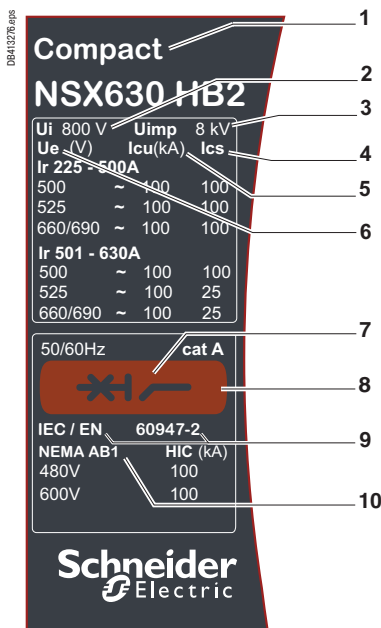 DB413276.eps
Compact 1
NSX630 HB2
2
Ui 800 V Uimp 8 kV 3
Ue (V) Icu(kA) Ics 4
Ir 225 - 500A
500 ~ 100 100 5
525 ~ 100 100
660/690 ~ 100 100 6
Ir 501 - 630A
500 ~ 100 100
525 ~ 100 25
660/690 ~ 100 25
7
50/60Hz cat A
8
IEC / EN 60947-2 9
NEMA AB1 HIC (kA)
480V 100
600V 100 10
Schneider
Electric